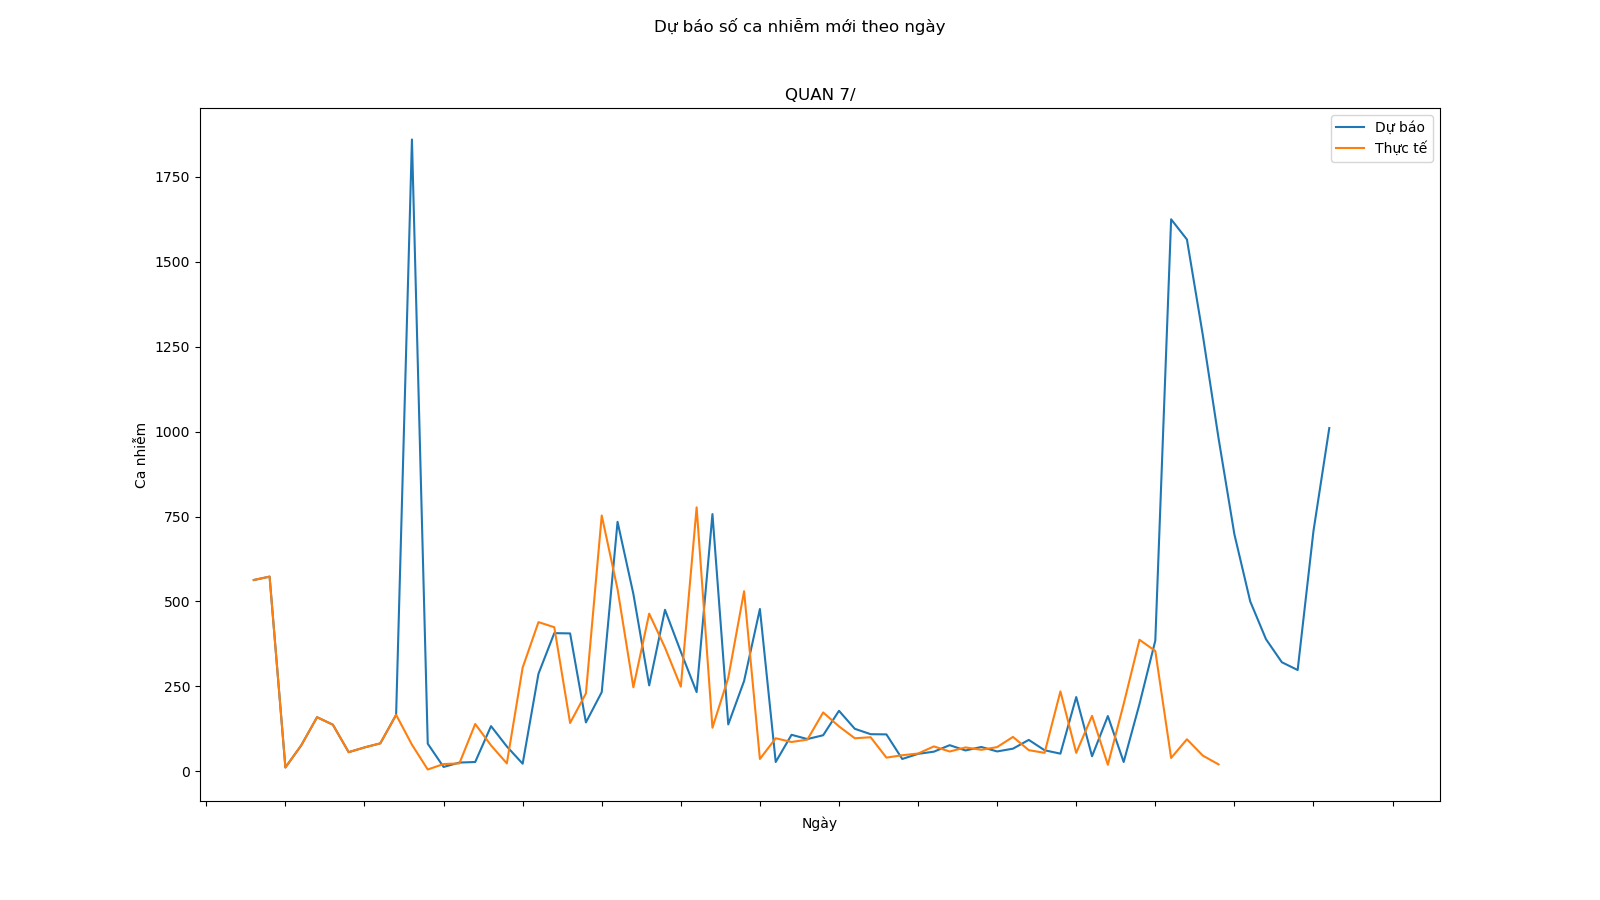 Dự báo số ca nhiễm mới theo ngày
QUAN 7/
Dự báo
Thực tế
1750
1500
1250
1000
750
500
250
0
Ca nhiễm
Ngày